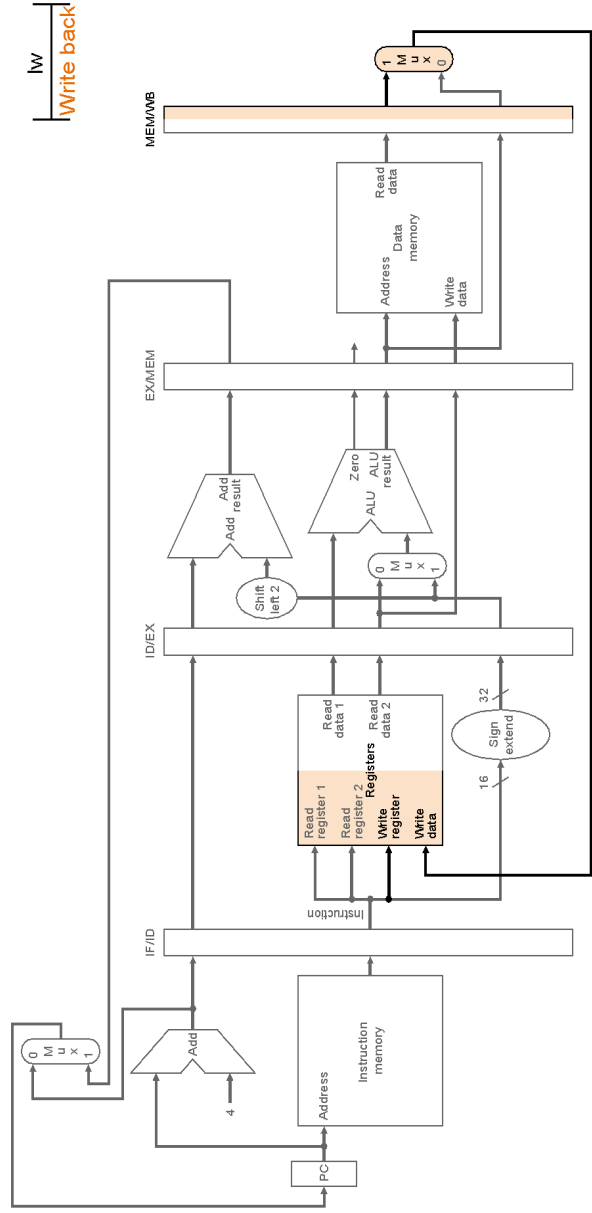 lw
Write back
0
M
u
x
1
IF/ID
ID/EX
EX/MEM
MEM/WB
Add
4
Shift
left 2
Add
Add
result
PC
Address
Instruction
memory
Instruction
Read
register 1
Read
register 2
Registers
Write
register
Write
data
Read
data 1
Read
data 2
0
M
u
x
1
Zero
ALU
ALU
result
Address
Data
memory
Write
data
Read
data
1
M
u
x
0
16
Sign
extend
32